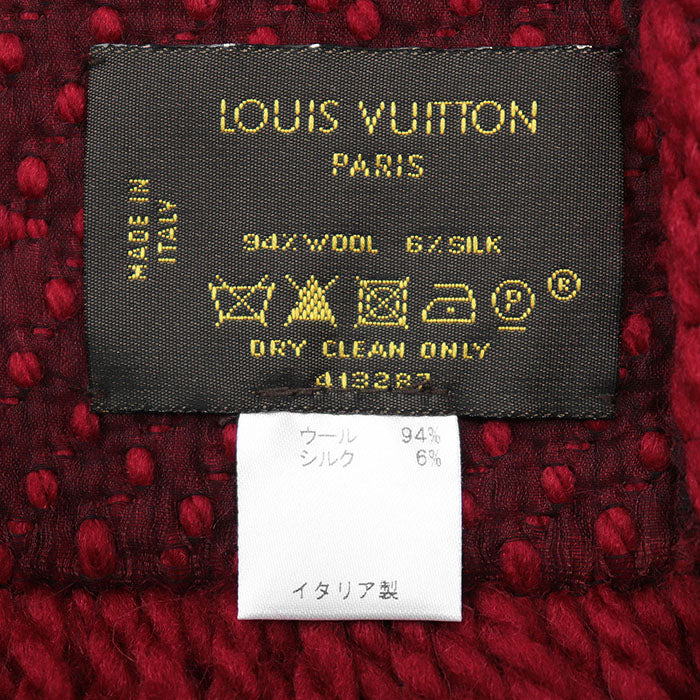 LOUIS VUITTON
PARIS
MADE IN
ITALY
94% WOOL 6% SILK
P
®
DRY CLEAN ONLY
413287
ウール 94%
シルク 6%
イタリア製